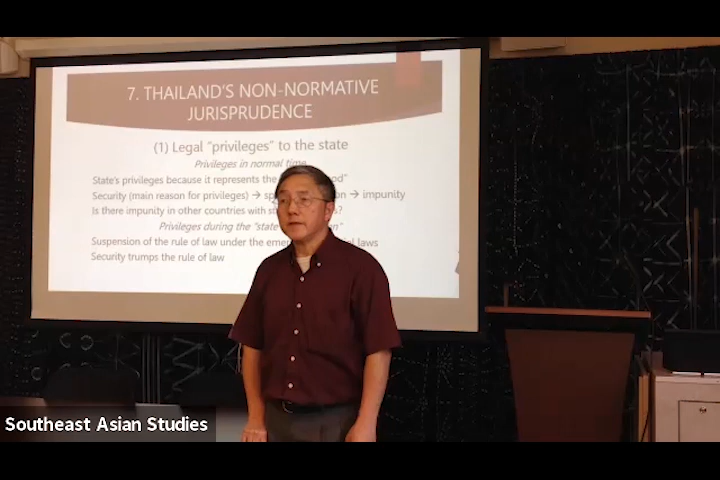 7. THAILAND'S NON-NORMATIVE
JURISPRUDENCE
(1) Legal "privileges" to the state
Privileges in normal time
State's privileges because it represents the
Security (main reason for privileges) → → impunity
Is there impunity in other countries with
Privileges during the "state
Suspension of the rule of law under the laws
Security trumps the rule of law
Southeast Asian Studies